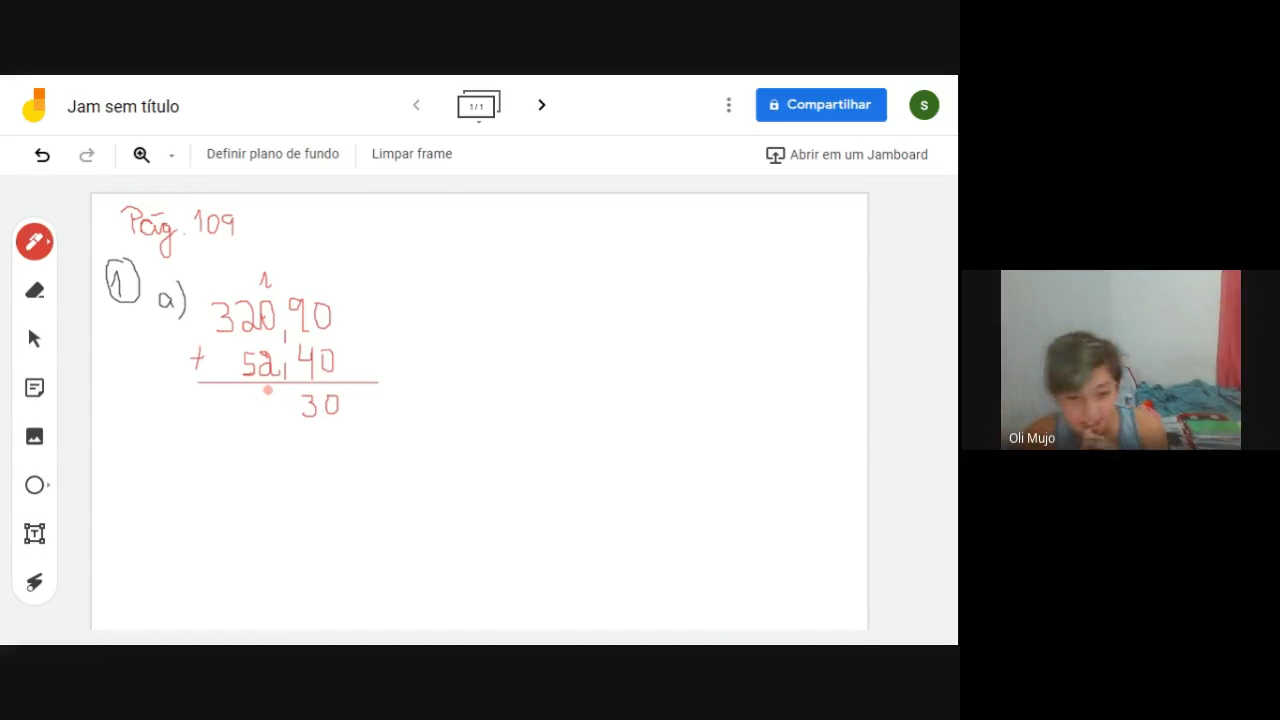 Jam sem título
1/1
Compartilhar
S
Definir plano de fundo
Limpar frame
Abrir em um Jamboard
Pág. 109
1 a)
1
320,90
+ 52,40
30
Oli Mujo